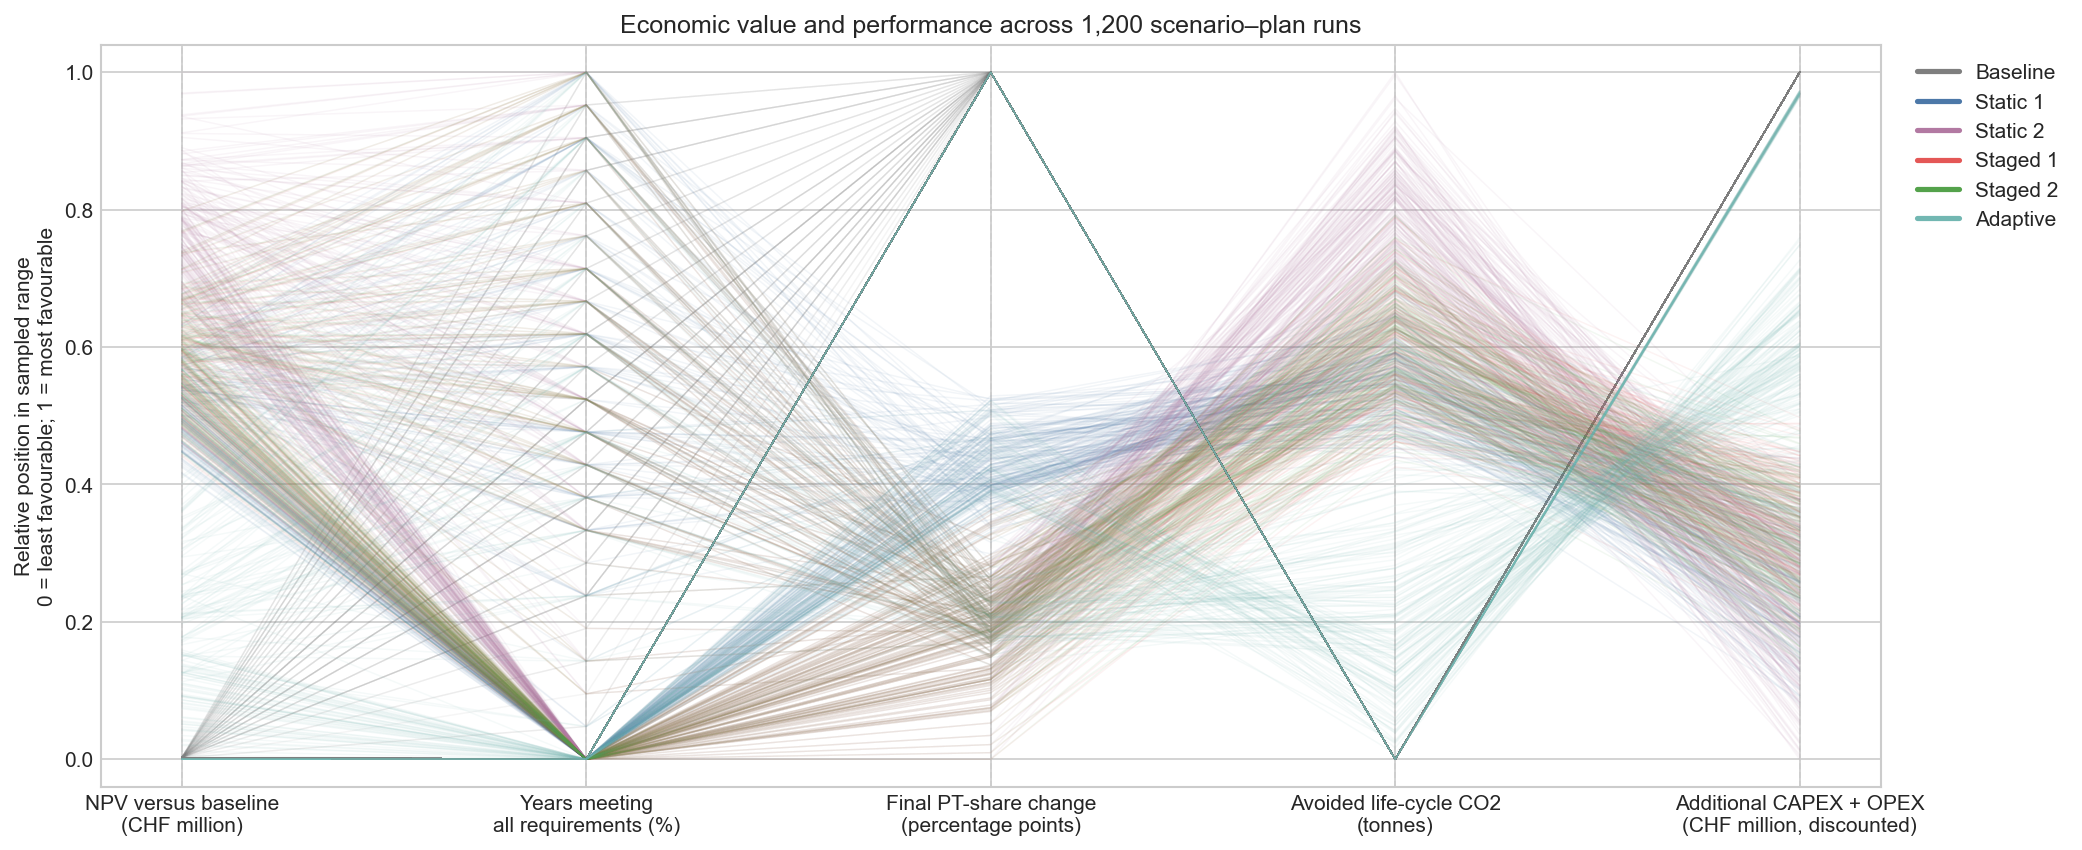 Economic value and performance across 1,200 scenario–plan runs
Relative position in sampled range
0 = least favourable; 1 = most favourable
1.0
0.8
0.6
0.4
0.2
0.0
NPV versus baseline
(CHF million)
Years meeting
all requirements (%)
Final PT-share change
(percentage points)
Avoided life-cycle CO2
(tonnes)
Additional CAPEX + OPEX
(CHF million, discounted)
Baseline
Static 1
Static 2
Staged 1
Staged 2
Adaptive